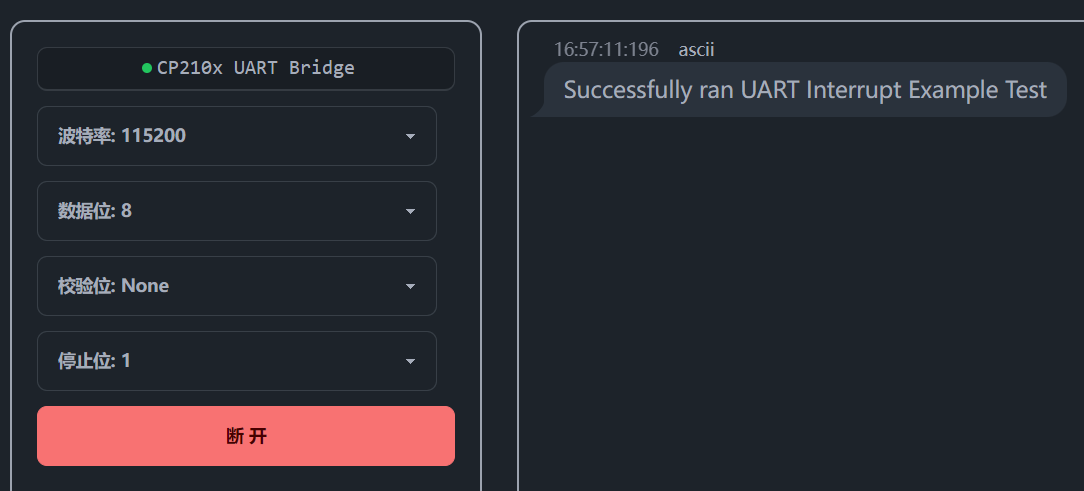 CP210x UART Bridge
波特率: 115200
数据位: 8
校验位: None
停止位: 1
断 开
16:57:11:196 ascii
Successfully ran UART Interrupt Example Test